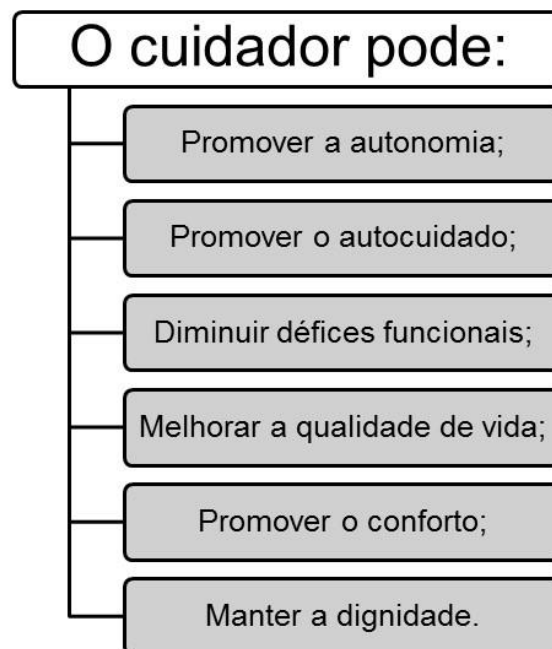 O cuidador pode:
Promover a autonomia;
Promover o autocuidado;
Diminuir défices funcionais;
Melhorar a qualidade de vida;
Promover o conforto;
Manter a dignidade.